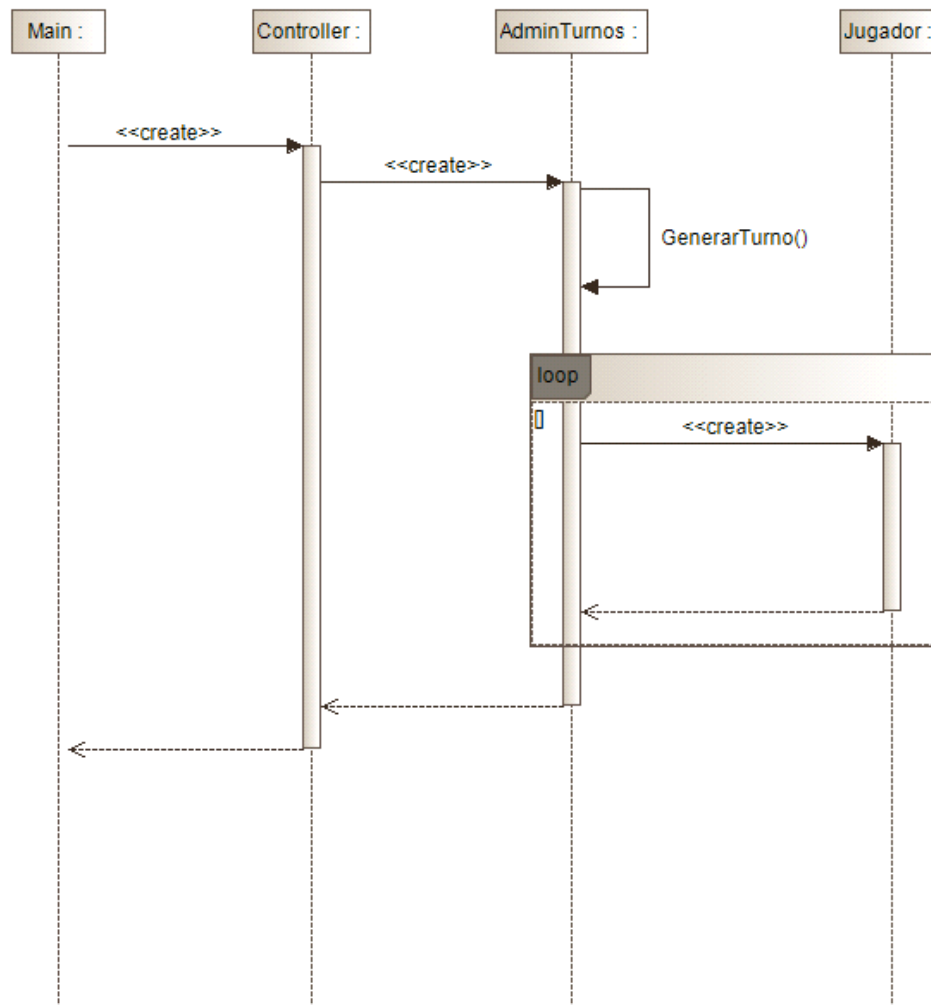 Main :
Controller :
AdminTurnos :
Jugador :
<<create>>
<<create>>
GenerarTurno()
loop
[]
<<create>>